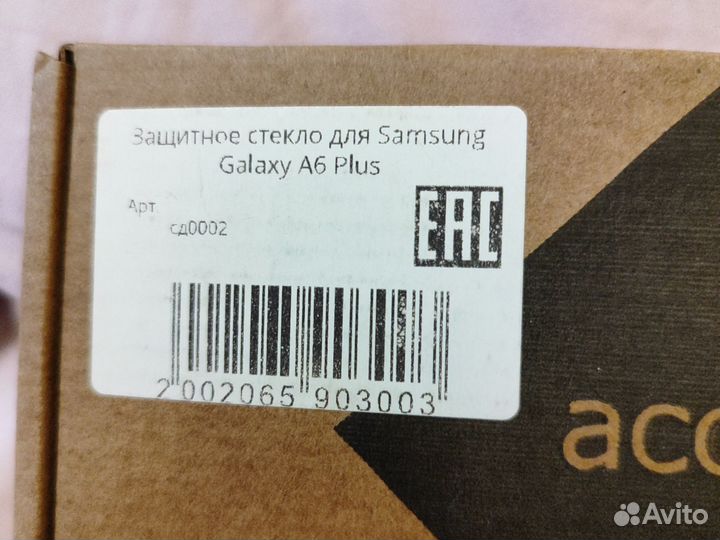 Защитное стекло для Samsung
Galaxy A6 Plus
Арт.
сд0002
EAC
2 002065 903003
acc
Avito